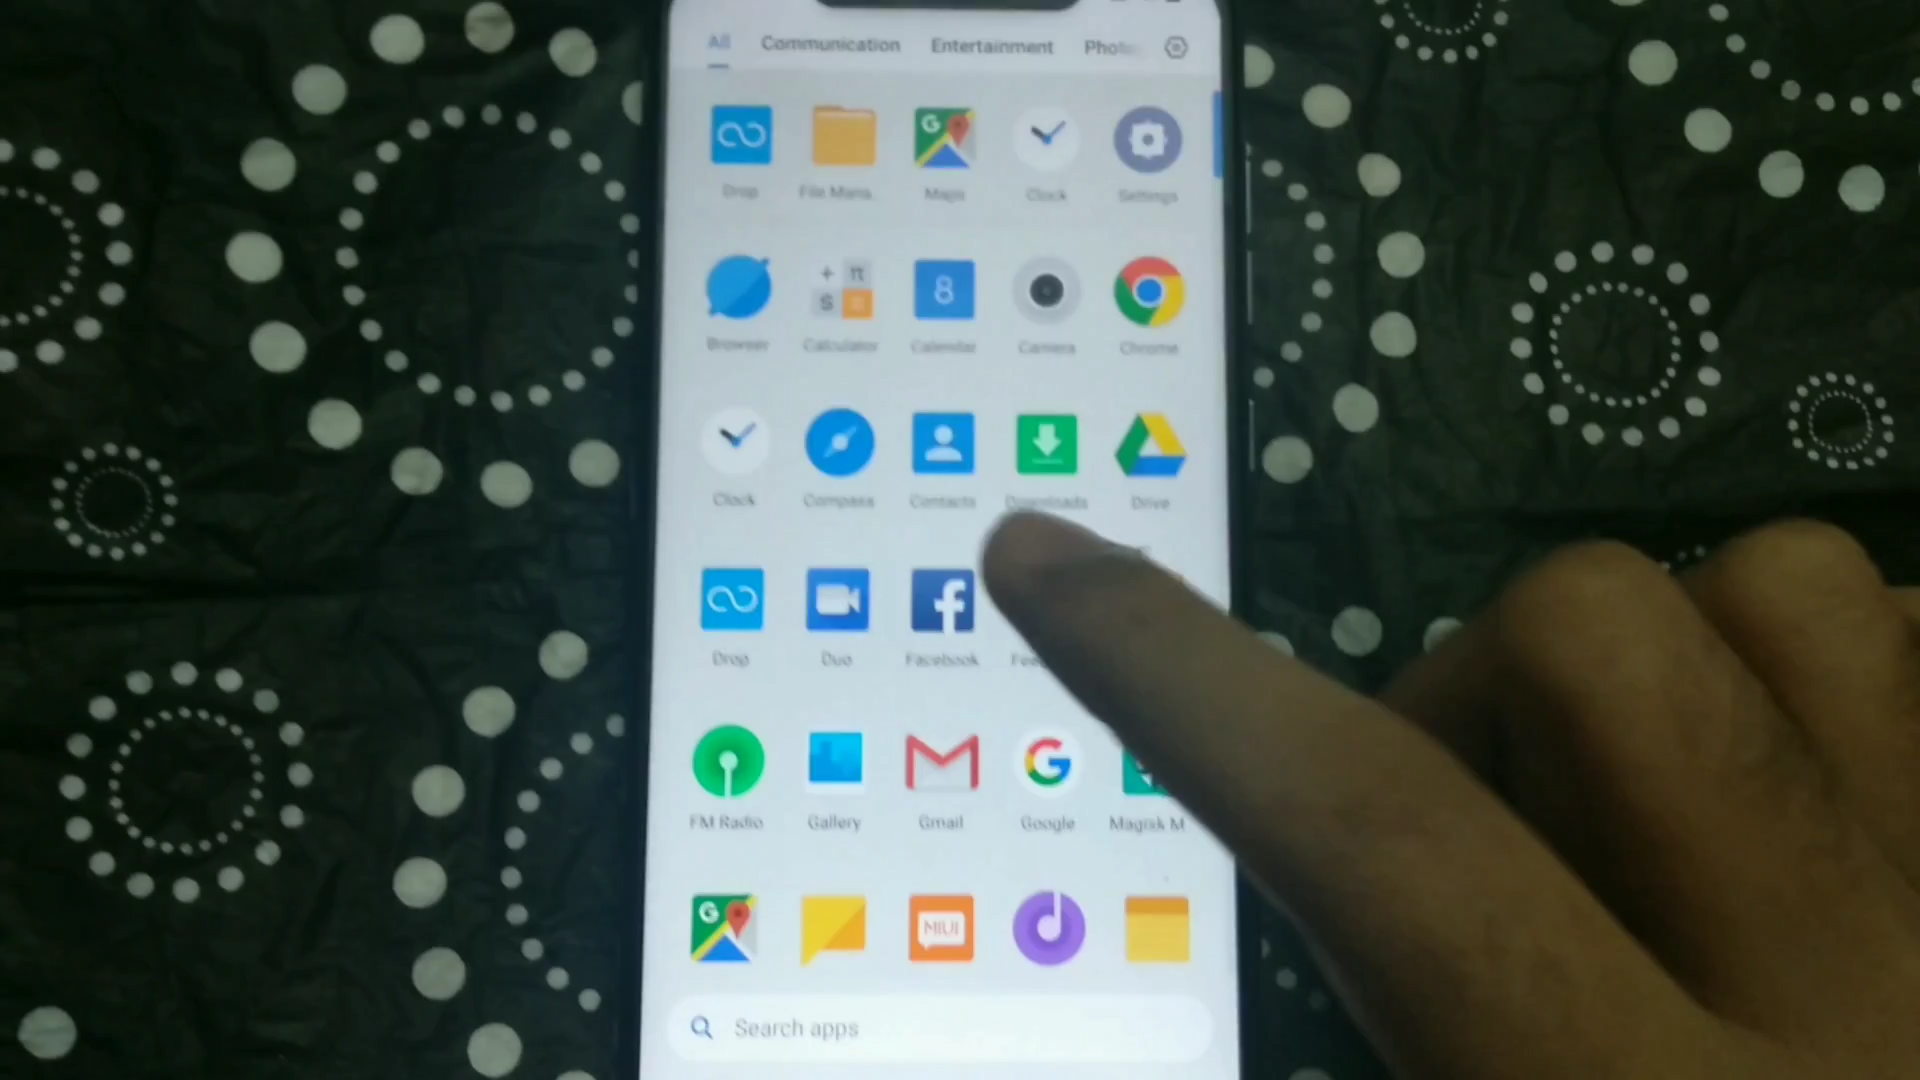 All Communication Entertainment Photo
G
Drop File Mana.. Maps Clock Settings
+ π
S =
8
Browser Calculator Calendar Camera Chrome
Clock Compass Contacts Downloads Drive
f
Drop Duo Facebook
G
FM Radio Gallery Gmail Google Magisk M
G
MIUI
Search apps